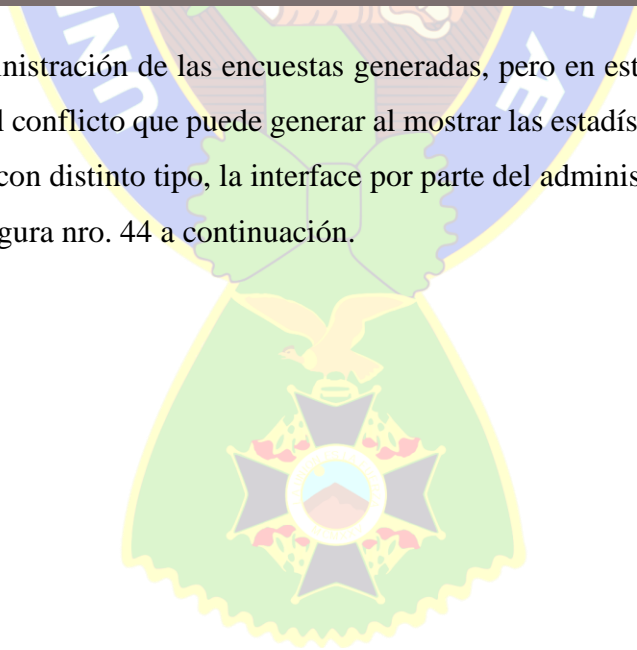 nistración de las encuestas generadas, pero en est
l conflicto que puede generar al mostrar las estadís
con distinto tipo, la interface por parte del adminis
gura nro. 44 a continuación.